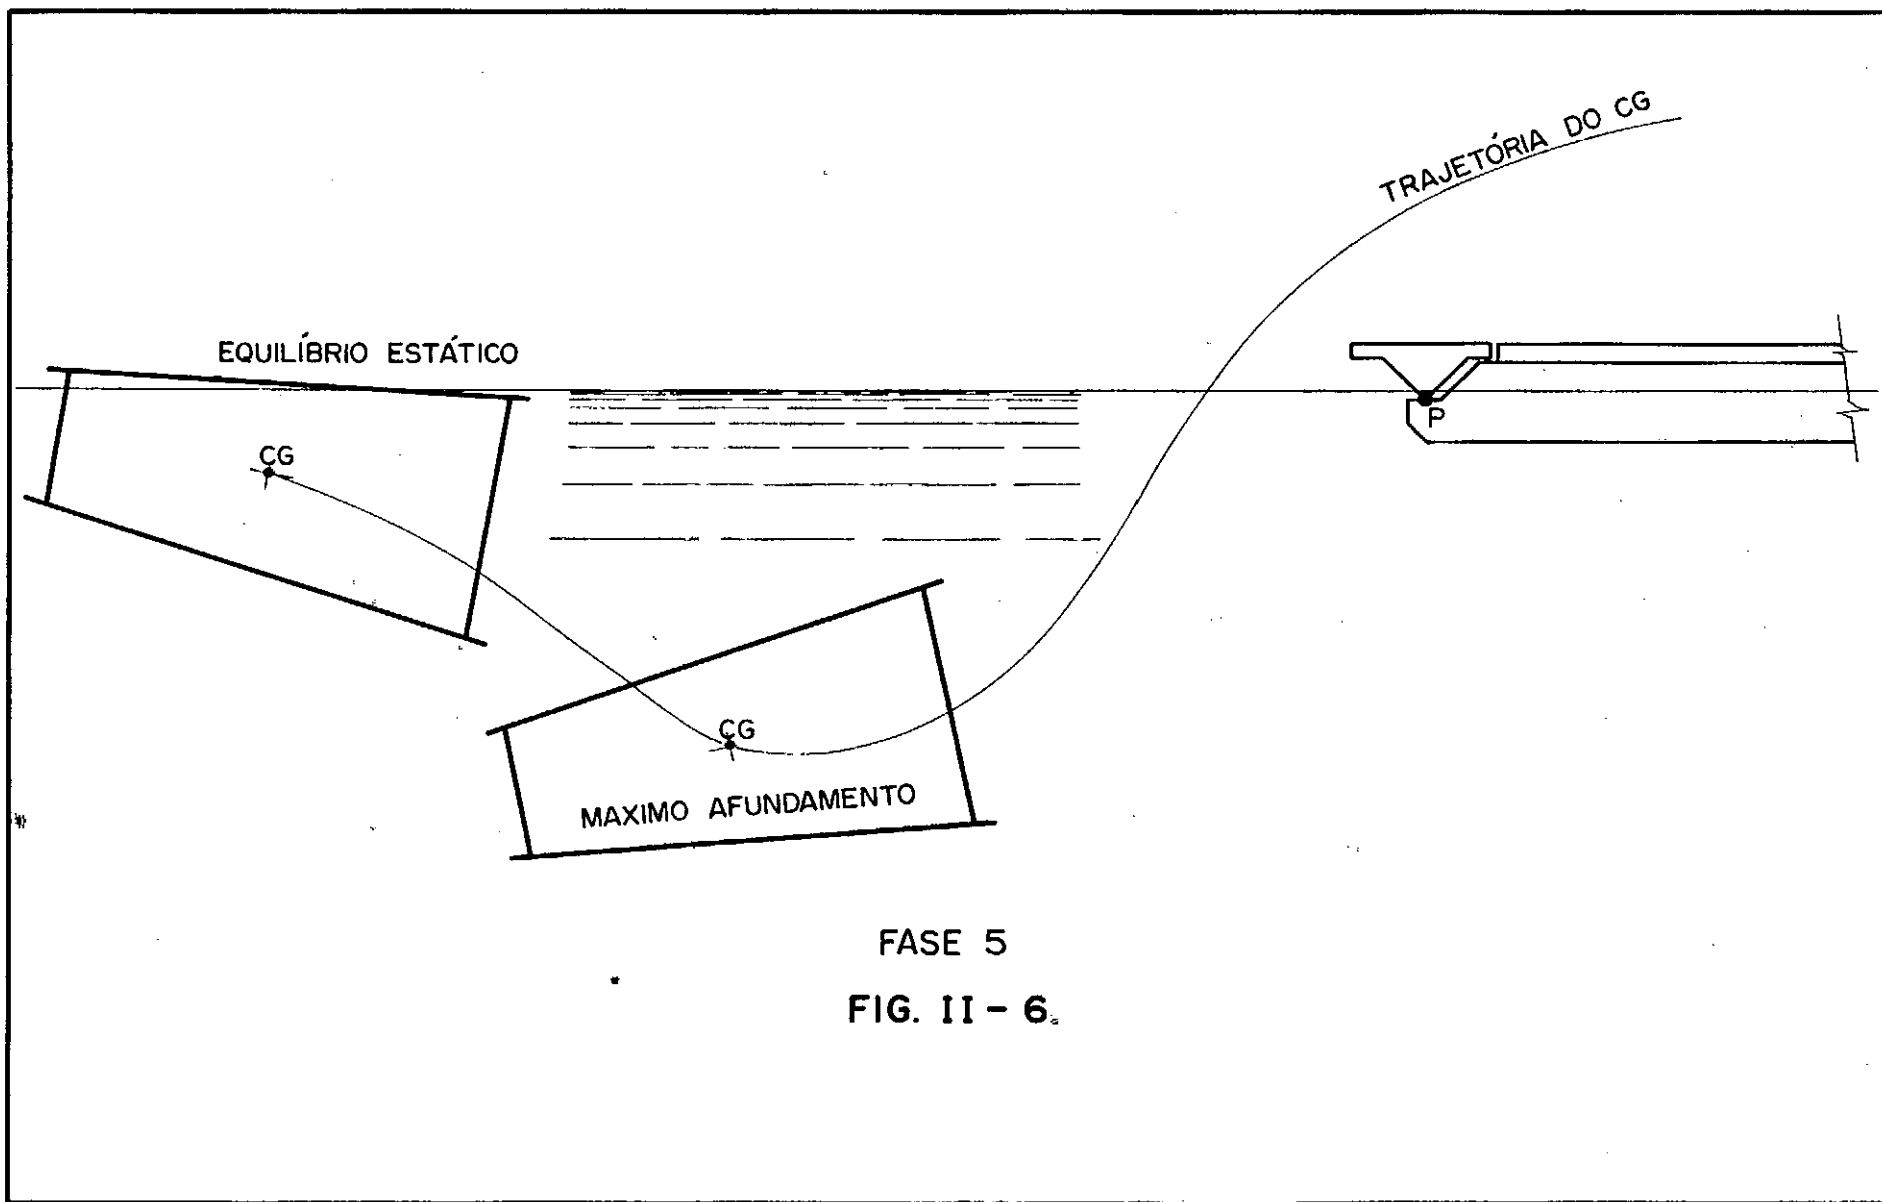 TRAJETÓRIA DO CG
EQUILÍBRIO ESTÁTICO
P
CG
CG
MAXIMO AFUNDAMENTO
FASE 5
FIG. II - 6